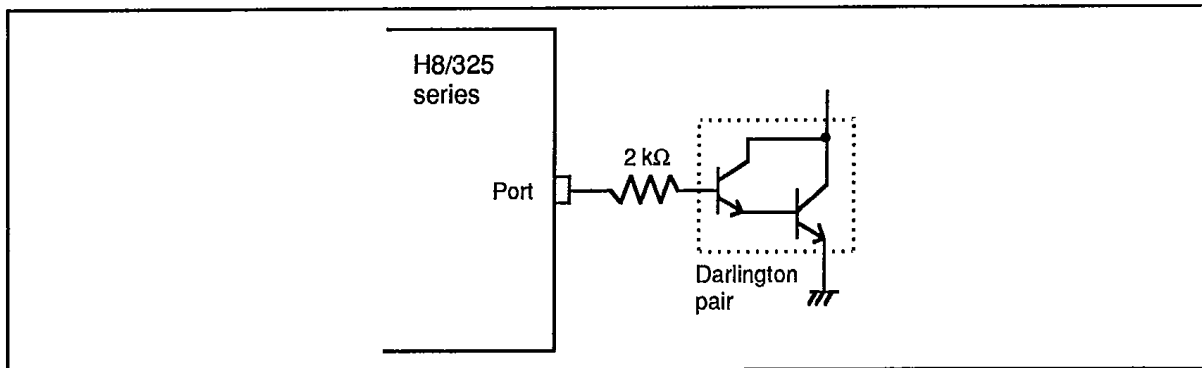 H8/325
series
2 kΩ
Port
Darlington
pair